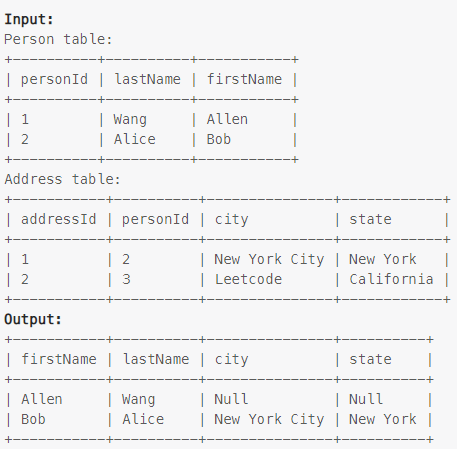 Input:
Person table:
+----------+----------+-----------+
| personId | lastName | firstName |
+----------+----------+-----------+
| 1        | Wang     | Allen     |
| 2        | Alice    | Bob       |
+----------+----------+-----------+
Address table:
+-----------+----------+---------------+------------+
| addressId | personId | city          | state      |
+-----------+----------+---------------+------------+
| 1         | 2        | New York City | New York   |
| 2         | 3        | Leetcode      | California |
+-----------+----------+---------------+------------+
Output:
+-----------+----------+---------------+----------+
| firstName | lastName | city          | state    |
+-----------+----------+---------------+----------+
| Allen     | Wang     | Null          | Null     |
| Bob       | Alice    | New York City | New York |
+-----------+----------+---------------+----------+